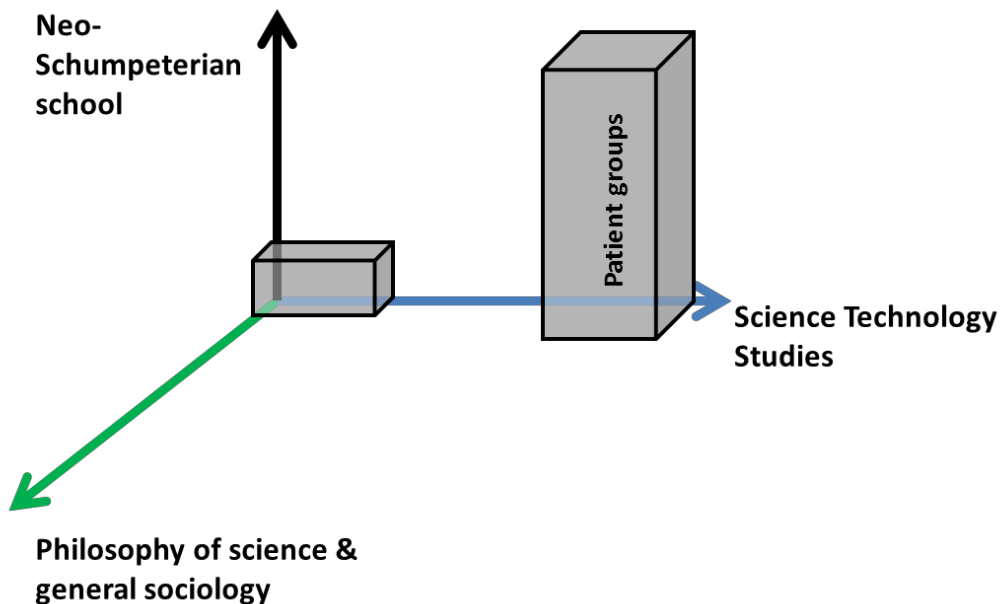 Neo-
Schumpeterian
school
Patient groups
Science Technology
Studies
Philosophy of science &
general sociology